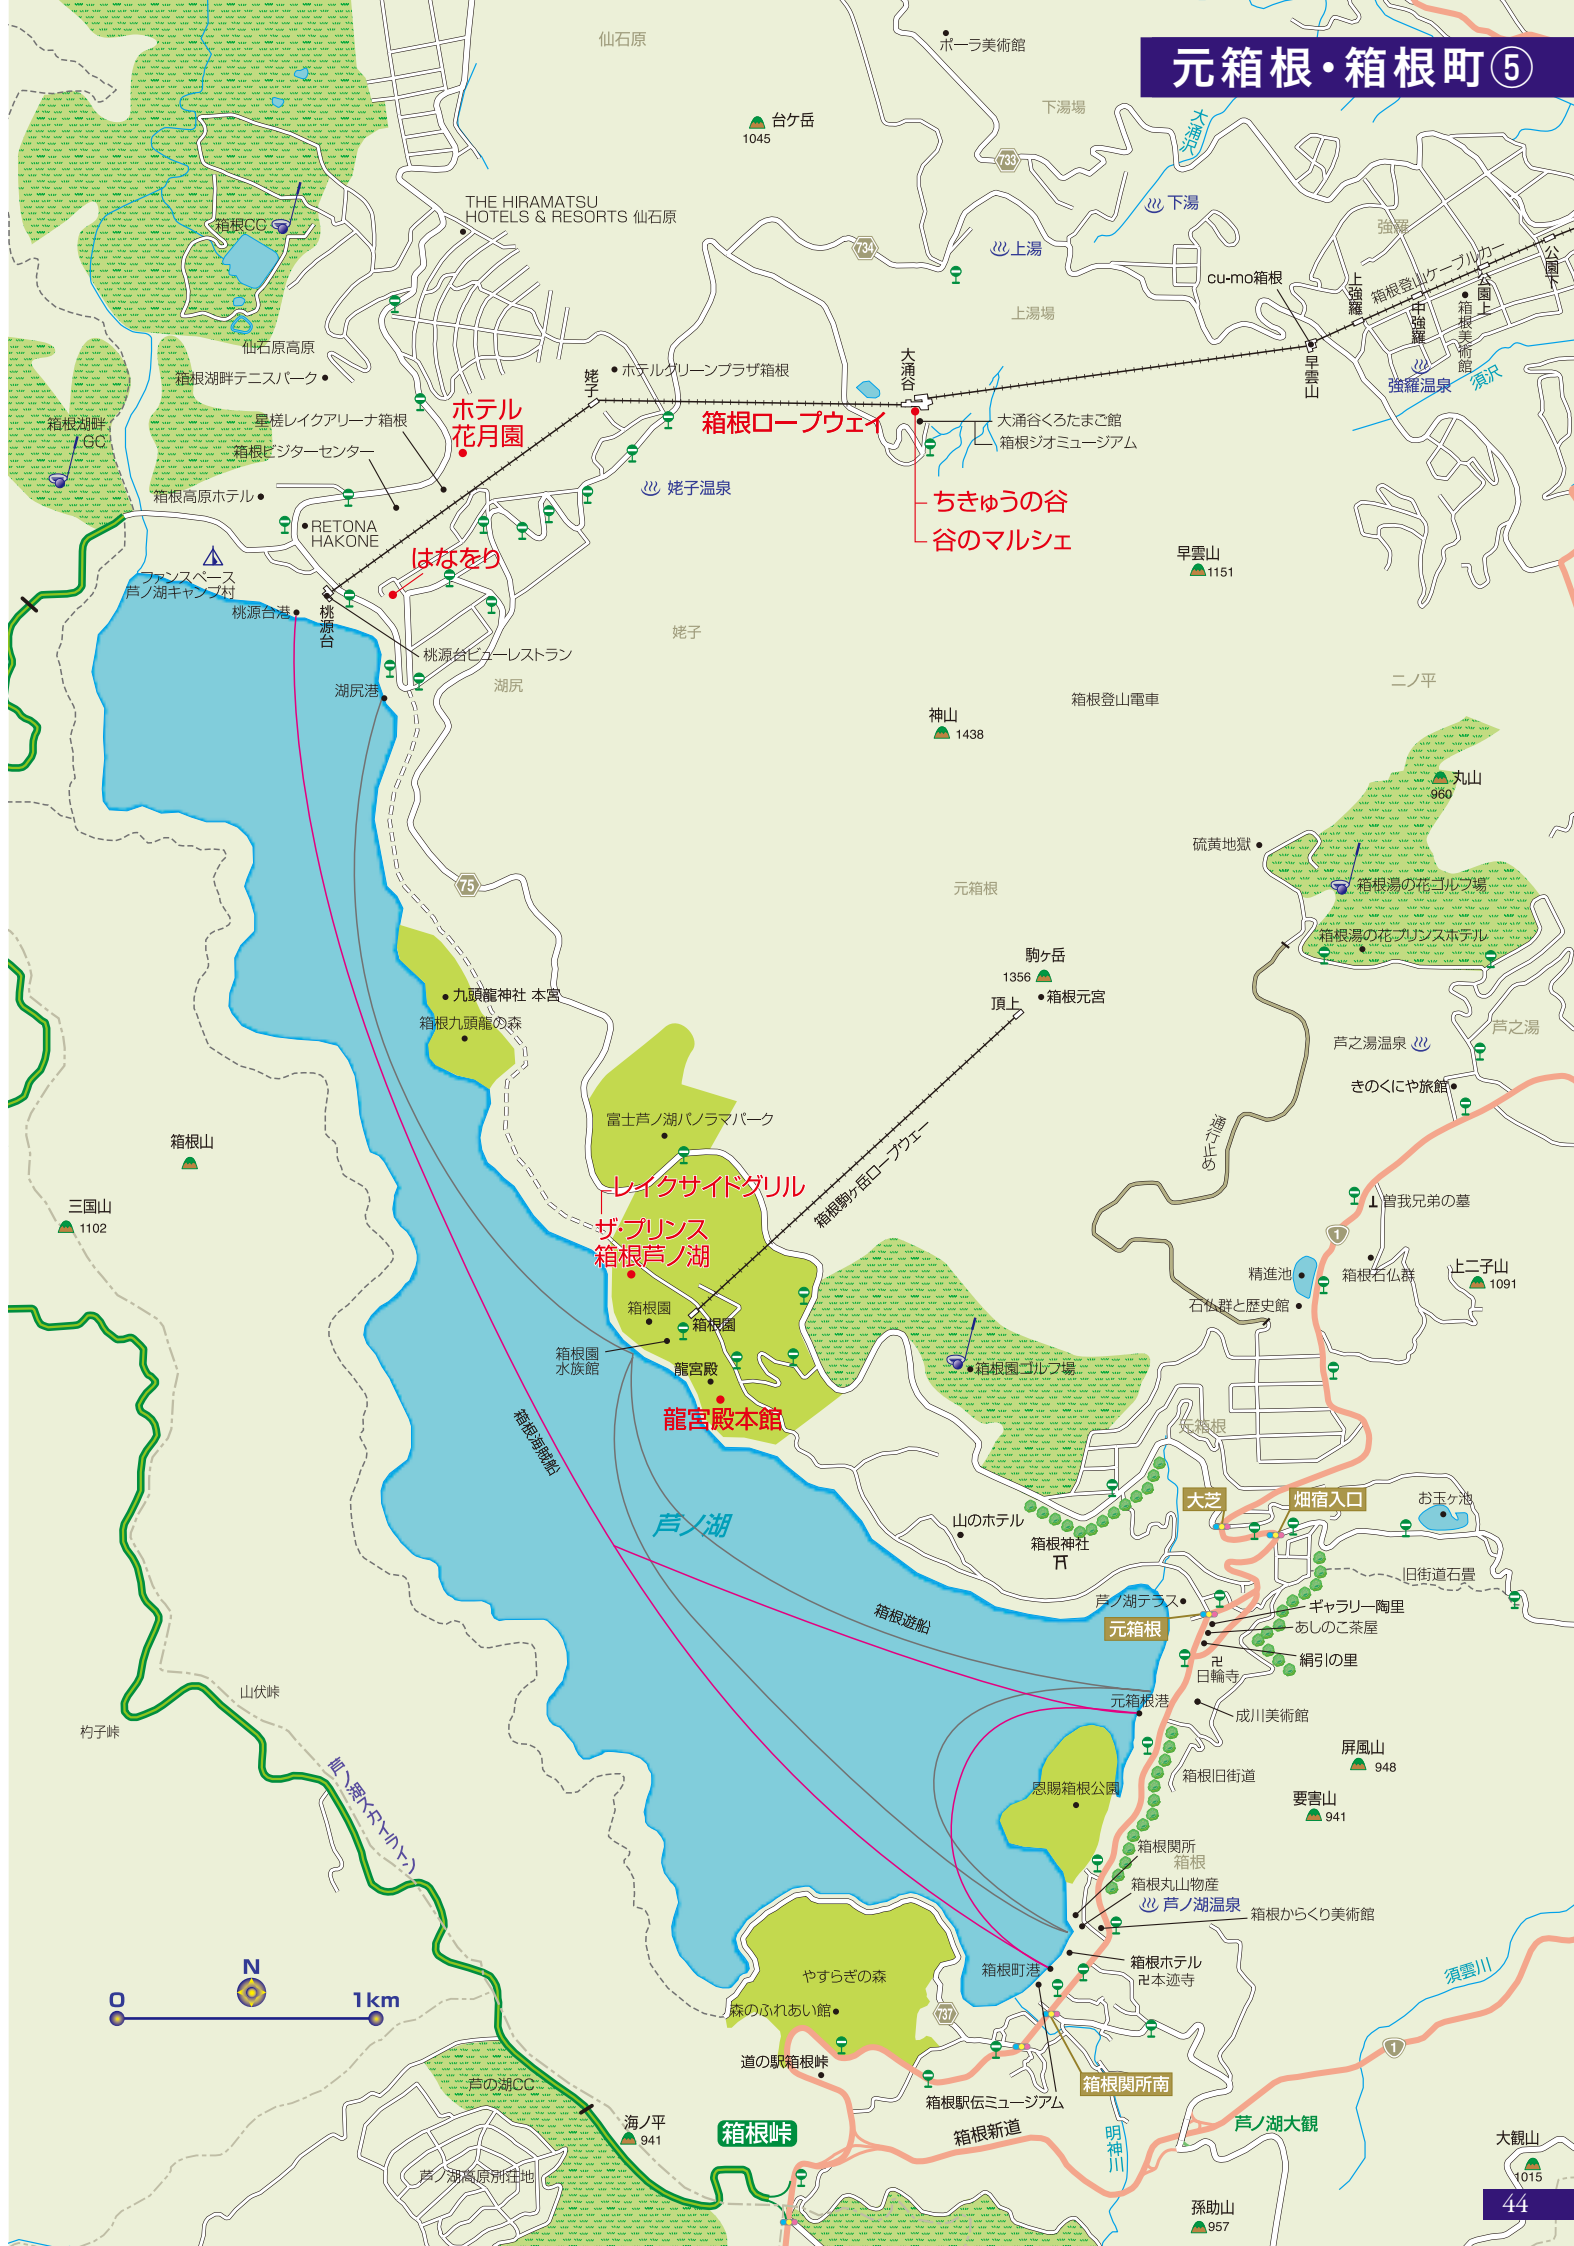 元箱根・箱根町⑤
仙石原
ポーラ美術館
下湯場
大涌沢
台ケ岳
1045
733
THE HIRAMATSU
HOTELS & RESORTS 仙石原
下湯
箱根CC
734
上湯
強羅
箱根登山ケーブルカー
公園下
cu-mo箱根
上強羅
公園上
中強羅
箱根美術館
上湯場
仙石原高原
早雲山
箱根湖畔テニスパーク
姥子
ホテルグリーンプラザ箱根
大涌谷
強羅温泉
須沢
星槎レイクアリーナ箱根
ホテル
花月園
箱根ロープウェイ
大涌谷くろたまご館
箱根ジオミュージアム
箱根湖畔
CC
箱根ビジターセンター
箱根高原ホテル
姥子温泉
ちきゅうの谷
谷のマルシェ
RETONA
HAKONE
はなをり
早雲山
1151
ファンスペース
芦ノ湖キャンプ村
桃源台港
桃源台
姥子
桃源台ビューレストラン
湖尻港
湖尻
ニノ平
箱根登山電車
神山
1438
丸山
960
硫黄地獄
75
元箱根
箱根湯の花ゴルフ場
箱根湯の花プリンスホテル
駒ヶ岳
1356
頂上
箱根元宮
九頭龍神社 本宮
箱根九頭龍の森
芦之湯
芦之湯温泉
きのくにや旅館
富士芦ノ湖パノラマパーク
通行止め
箱根山
箱根駒ヶ岳ロープウェー
レイクサイドグリル
三国山
1102
ザ・プリンス
箱根芦ノ湖
曽我兄弟の墓
1
精進池
箱根石仏群
上二子山
1091
石仏群と歴史館
箱根園
箱根園
箱根園
水族館
龍宮殿
箱根園ゴルフ場
龍宮殿本館
箱根海賊船
元箱根
芦ノ湖
大芝
畑宿入口
お玉ヶ池
山のホテル
箱根神社
旧街道石畳
芦ノ湖テラス
箱根遊船
元箱根
ギャラリー陶里
あしのこ茶屋
絹引の里
卍
日輪寺
元箱根港
成川美術館
山伏峠
杓子峠
屏風山
948
芦ノ湖スカイライン
箱根旧街道
恩賜箱根公園
要害山
941
箱根関所
箱根
箱根丸山物産
芦ノ湖温泉
箱根からくり美術館
箱根ホテル
卍本迹寺
箱根町港
やすらぎの森
須雲川
N
0
1km
森のふれあい館
737
1
道の駅箱根峠
箱根関所南
芦の湖CC
箱根駅伝ミュージアム
海ノ平
941
箱根峠
箱根新道
明神川
芦ノ湖大観
大観山
1015
芦ノ湖高原別荘地
孫助山
957
44